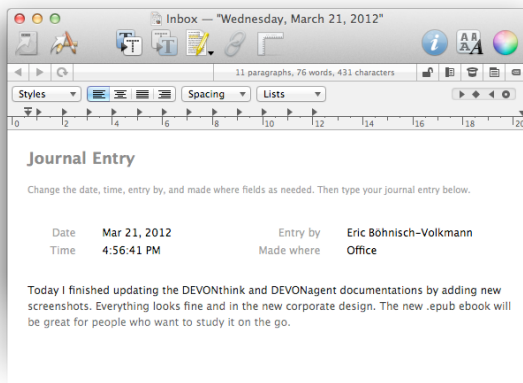 Inbox — "Wednesday, March 21, 2012"
11 paragraphs, 76 words, 431 characters
Styles Spacing Lists
0 2 4 6 8 10 12 14 16 18 20
Journal Entry
Change the date, time, entry by, and made where fields as needed. Then type your journal entry below.
Date Mar 21, 2012 Entry by Eric Böhnisch-Volkmann
Time 4:56:41 PM Made where Office
Today I finished updating the DEVONthink and DEVONagent documentations by adding new
screenshots. Everything looks fine and in the new corporate design. The new .epub ebook will
be great for people who want to study it on the go.